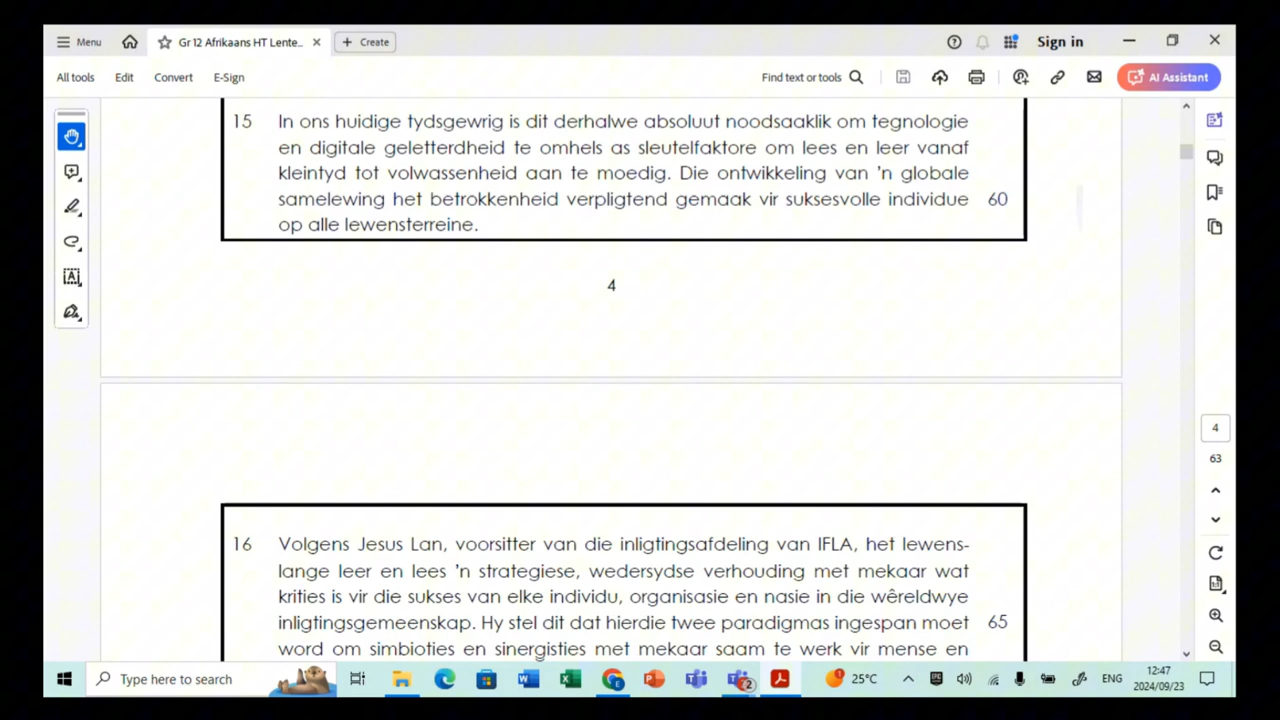 Menu
Gr 12 Afrikaans HT Lente...
Create
Sign in
All tools Edit Convert E-Sign
Find text or tools
AI Assistant
15 In ons huidige tydsgewrig is dit derhalwe absoluut noodsaaklik om tegnologie
en digitale geletterdheid te omhels as sleutelfaktore om lees en leer vanaf
kleintyd tot volwassenheid aan te moedig. Die ontwikkeling van 'n globale
samelewing het betrokkenheid verpligtend gemaak vir suksesvolle individue 60
op alle lewensterreine.
4
4
63
16 Volgens Jesus Lan, voorsitter van die inligtingsafdeling van IFLA, het lewens-
lange leer en lees 'n strategiese, wedersydse verhouding met mekaar wat
krities is vir die sukses van elke individu, organisasie en nasie in die wêreldwye
inligtingsgemeenskap. Hy stel dit dat hierdie twee paradigmas ingespan moet 65
word om simbioties en sinergisties met mekaar saam te werk vir mense en
Type here to search
2
25°C
ENG
12:47
2024/09/23